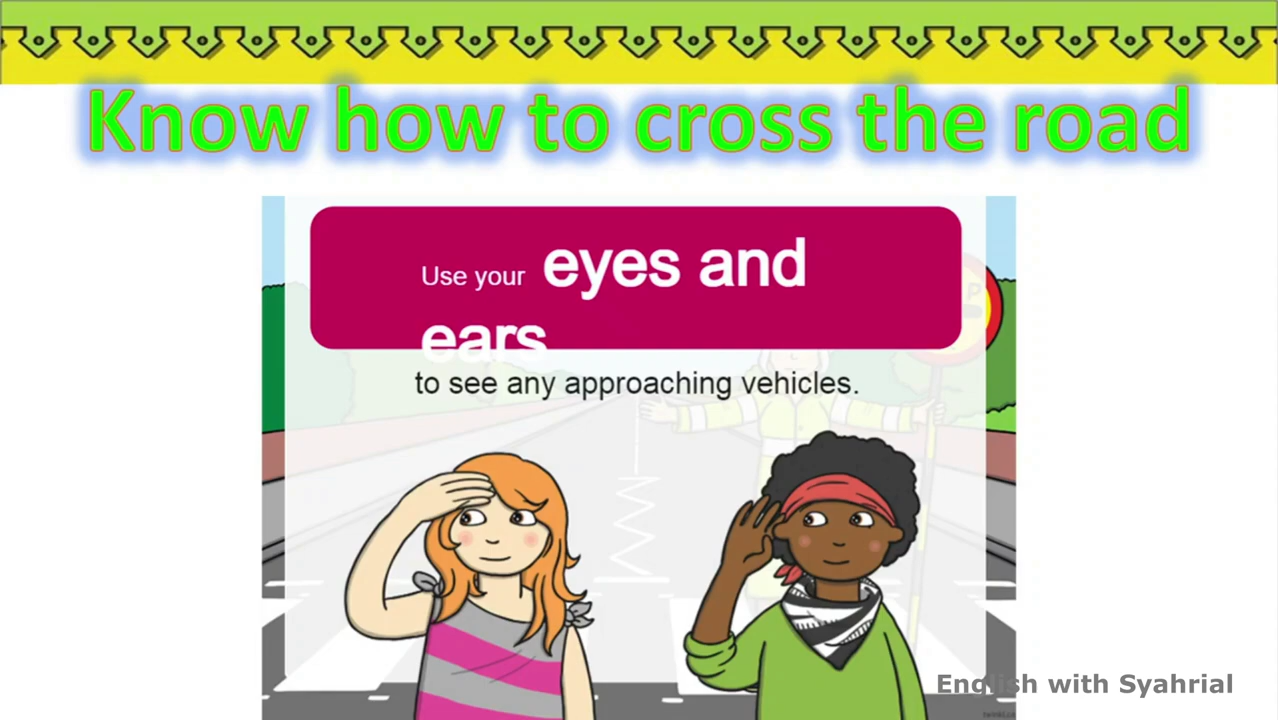 Know how to cross the road
Use your eyes and
ears
to see any approaching vehicles.
English with Syahrial